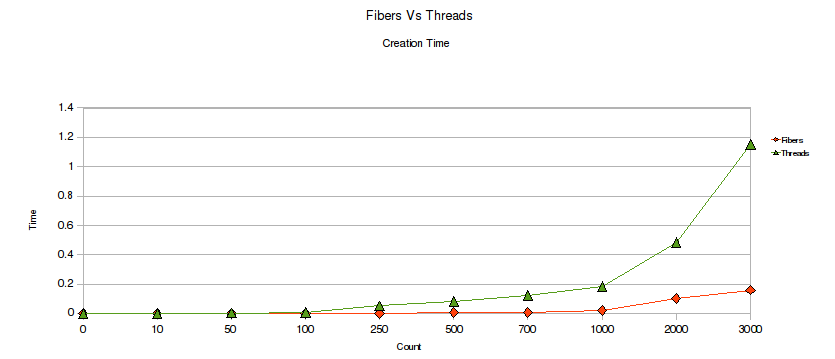 Fibers Vs Threads
Creation Time
1.4
1.2
1
0.8
0.6
0.4
0.2
0
Time
0 10 50 100 250 500 700 1000 2000 3000
Count
Fibers
Threads